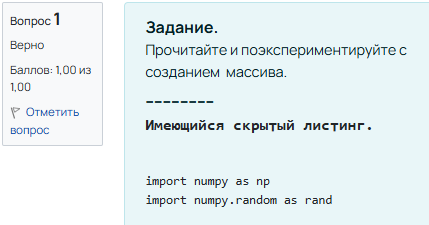 Вопрос 1
Верно
Баллов: 1,00 из
1,00
Отметить
вопрос
Задание.
Прочитайте и поэкспериментируйте с
созданием массива.
--------
Имеющийся скрытый листинг.
import numpy as np
import numpy.random as rand